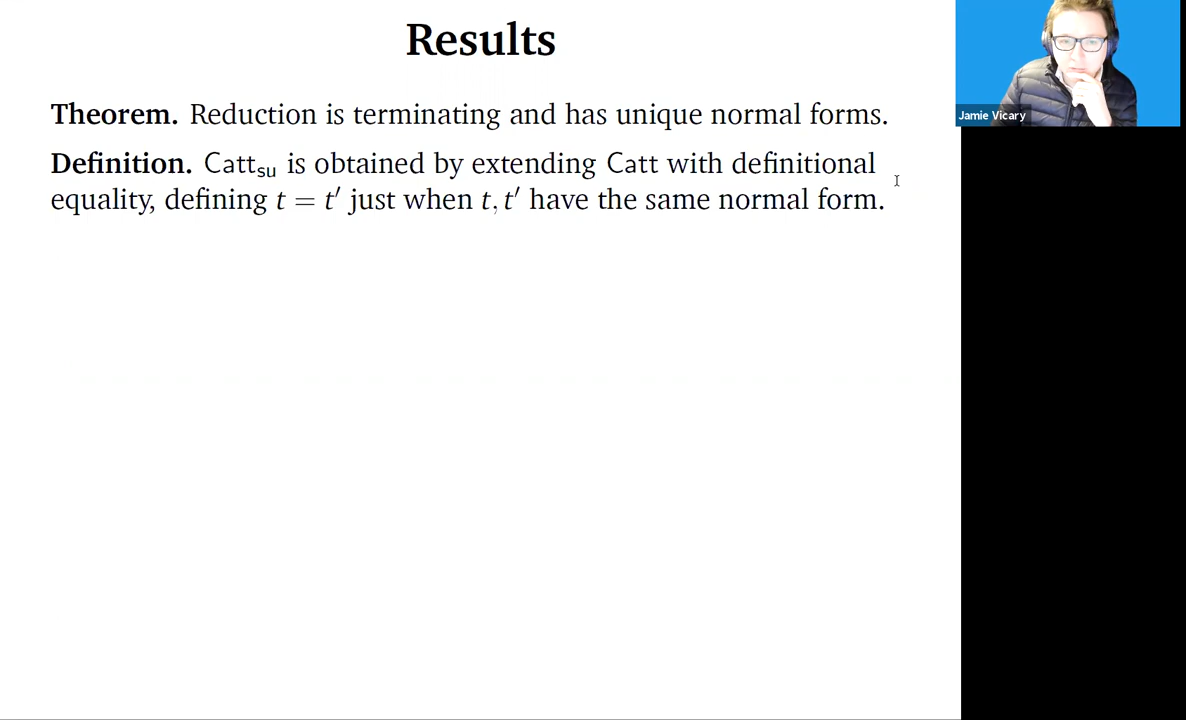 Results
Theorem. Reduction is terminating and has unique normal forms.
Definition. Catt_su is obtained by extending Catt with definitional
equality, defining t = t′ just when t, t′ have the same normal form.
Jamie Vicary